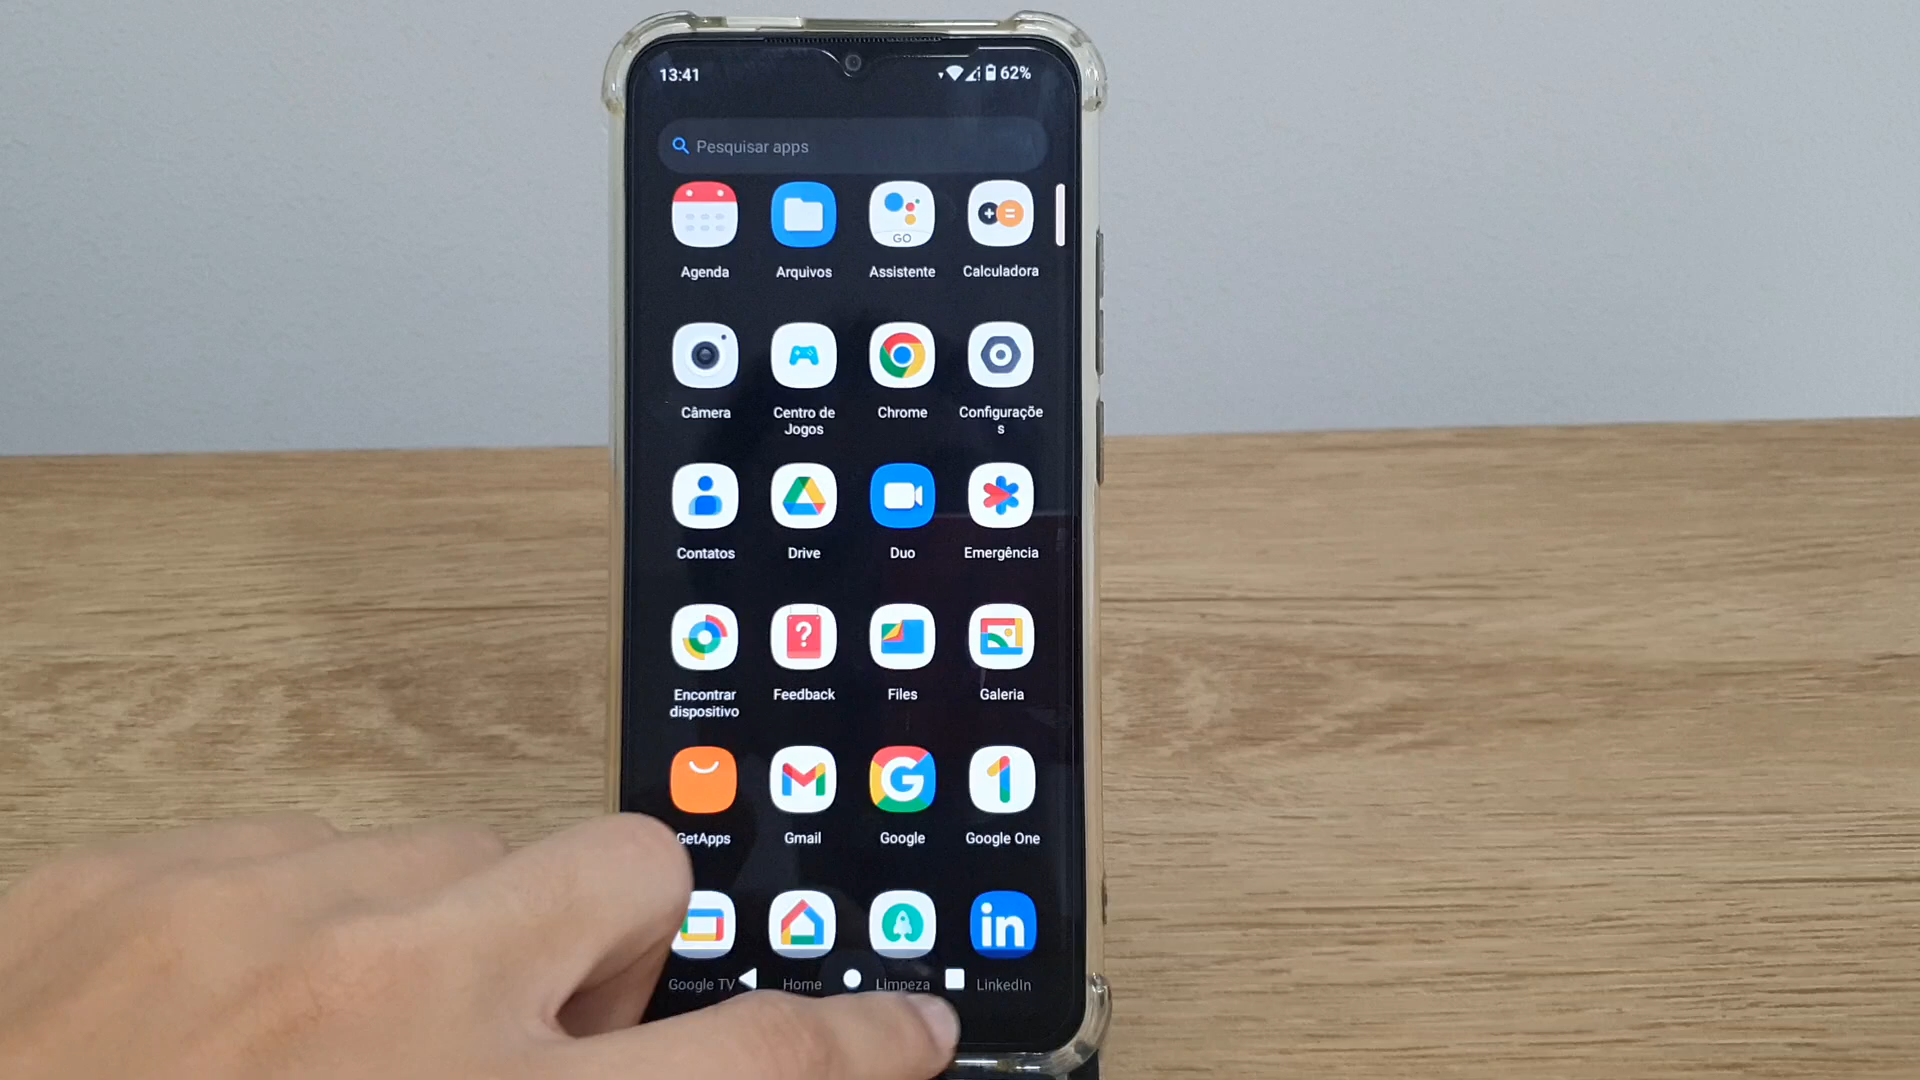 13:41
62%
Pesquisar apps
GO
Agenda
Arquivos
Assistente
Calculadora
Câmera
Centro de
Jogos
Chrome
Configuraçõe
s
Contatos
Drive
Duo
Emergência
Encontrar
dispositivo
Feedback
Files
Galeria
GetApps
Gmail
Google
Google One
in
Google TV
Home
Limpeza
LinkedIn